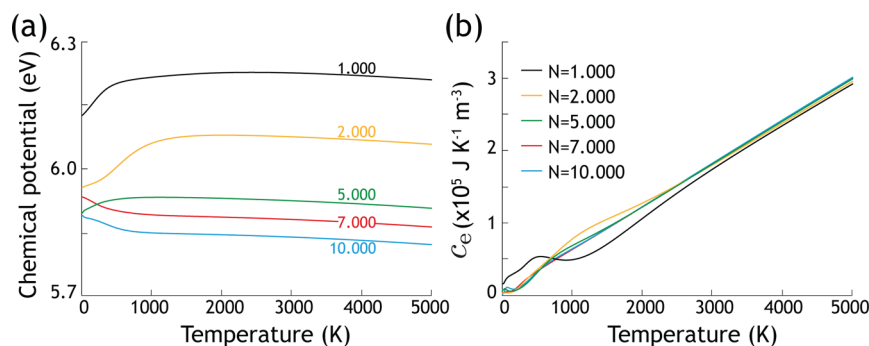 (a)
Chemical potential (eV)
6.3
6.0
5.7
1.000
2.000
5.000
7.000
10.000
0 1000 2000 3000 4000 5000
Temperature (K)
(b)
Ce (x10⁵ J K⁻¹ m⁻³)
3
2
1
0
N=1.000
N=2.000
N=5.000
N=7.000
N=10.000
0 1000 2000 3000 4000 5000
Temperature (K)